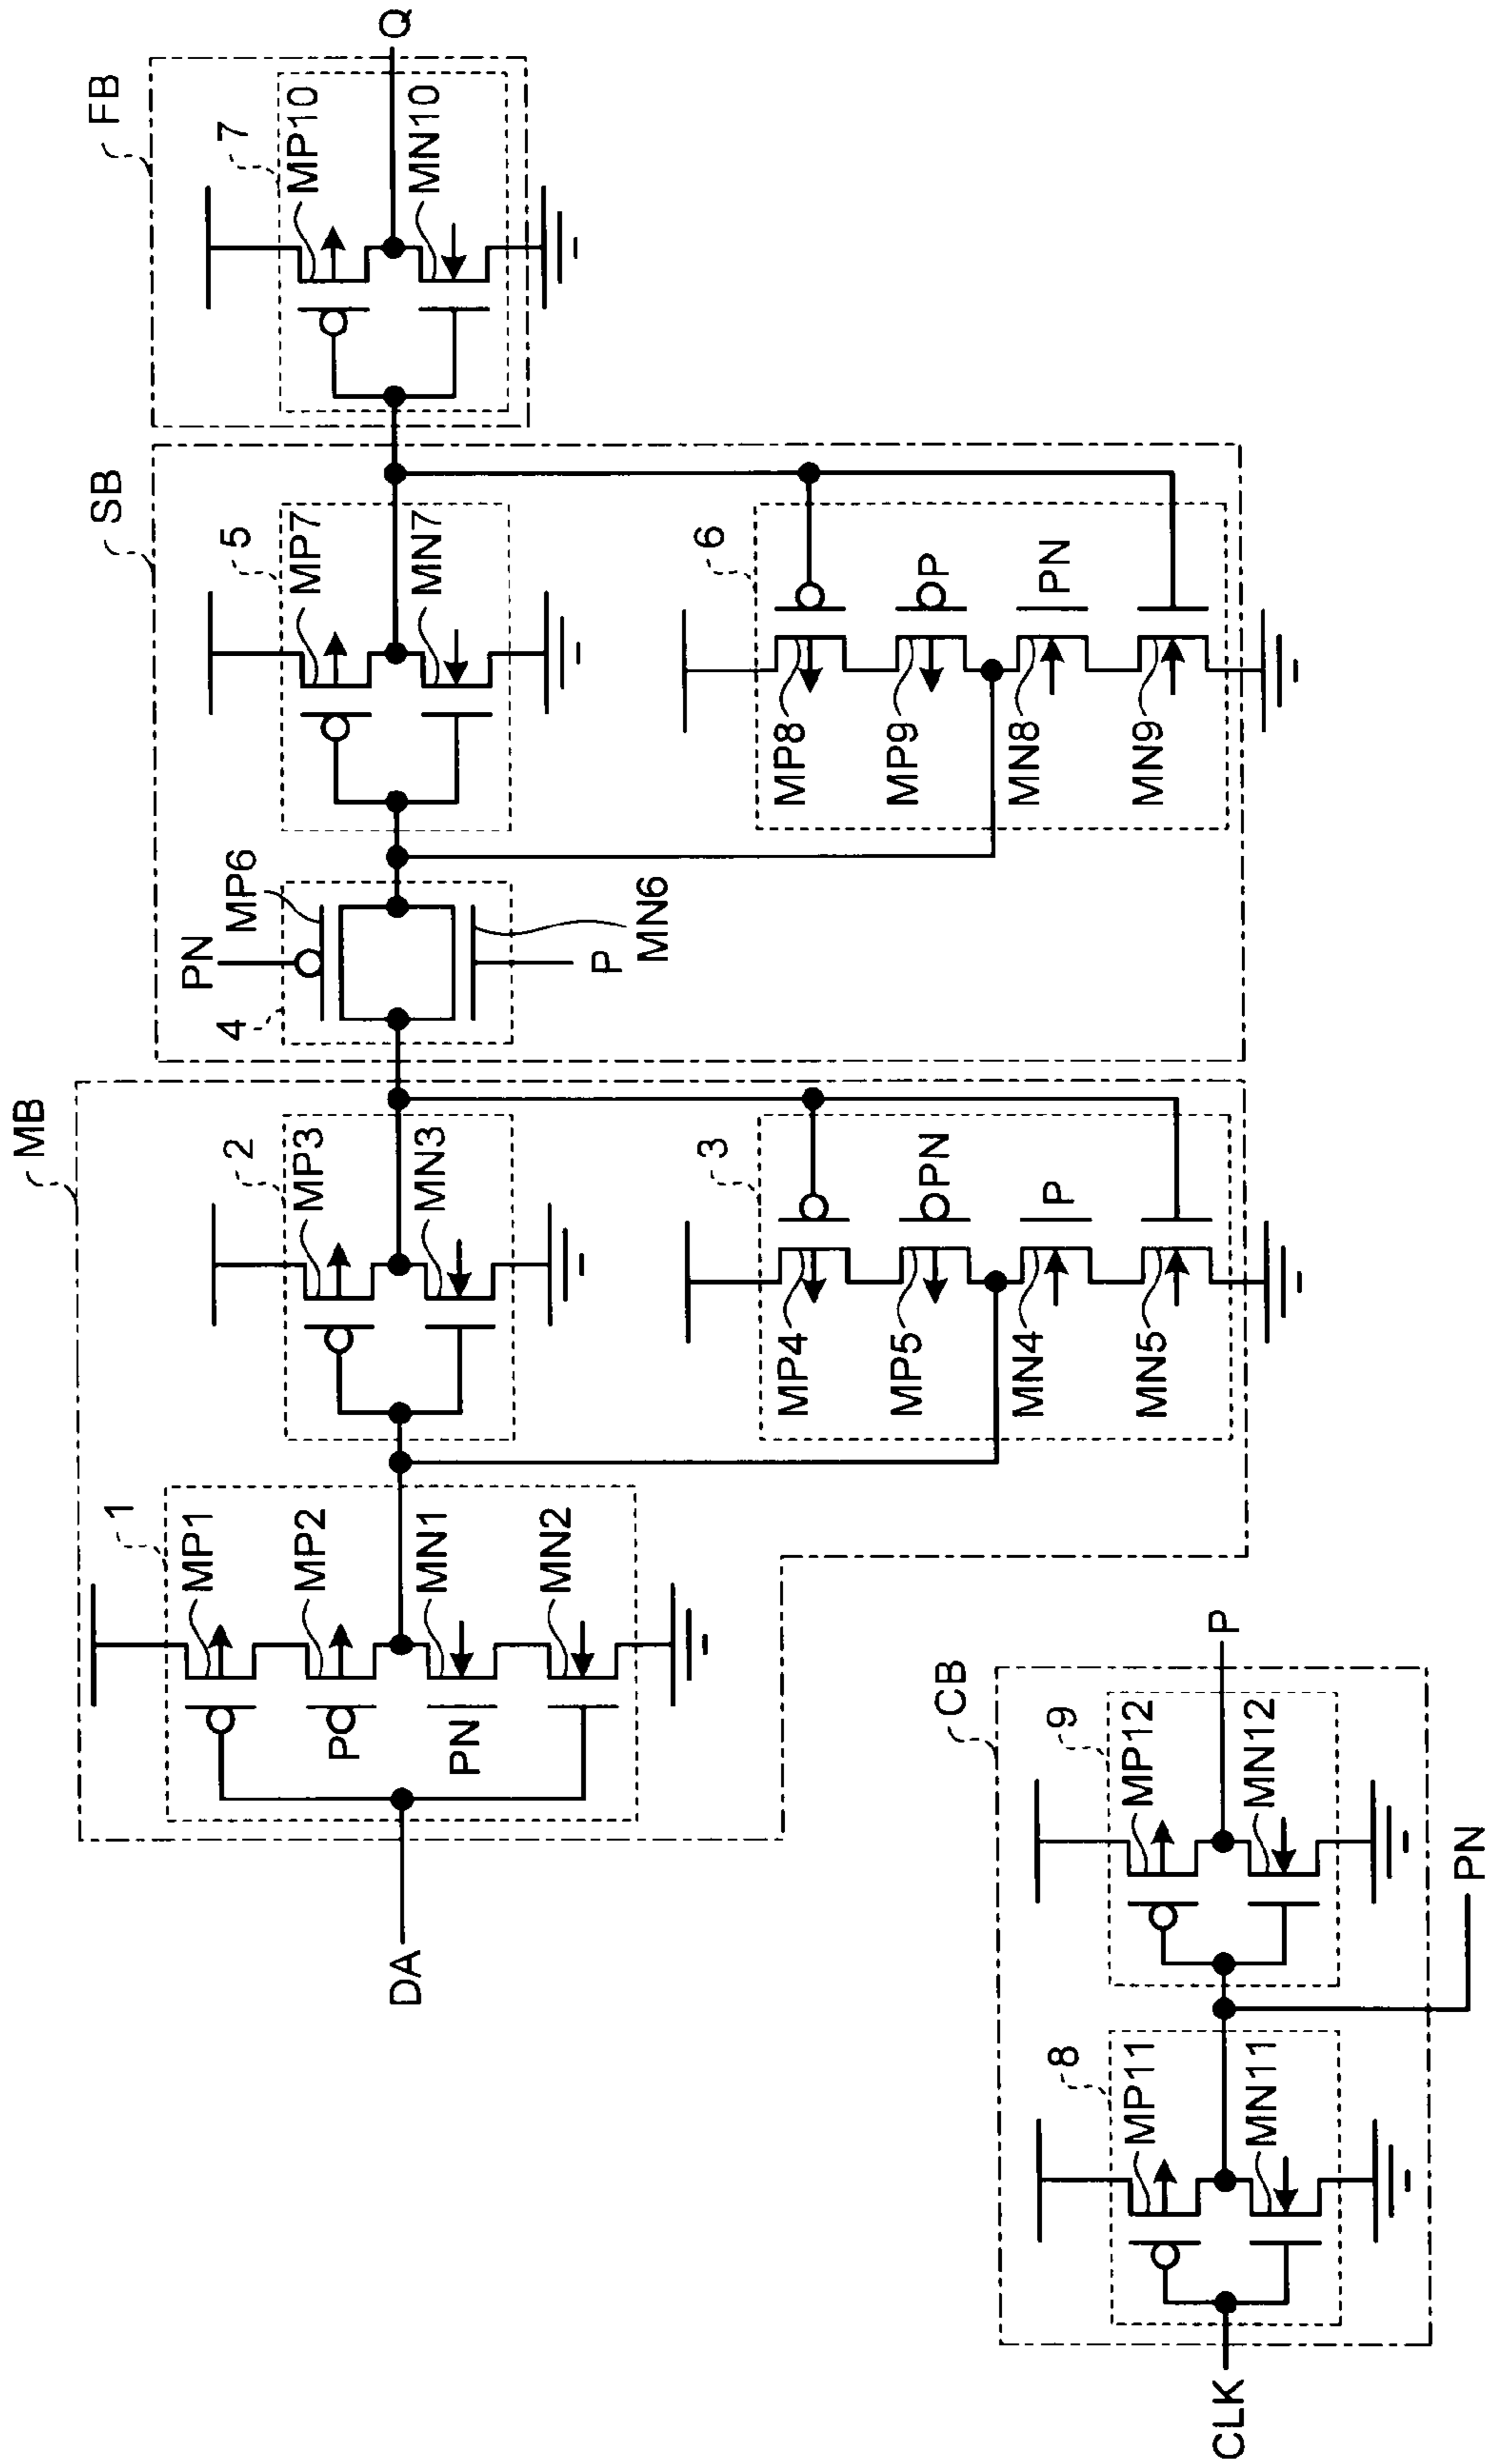 MB
SB
FB
1
MP1
MP2
P
MN1
PN
MN2
DA
2
MP3
MN3
3
MP4
MP5
PN
MN4
P
MN5
4
PN
MP6
P
MN6
5
MP7
MN7
6
MP8
MP9
P
MN8
PN
MN9
7
MP10
MN10
Q
CB
8
MP11
MN11
CLK
9
MP12
MN12
P
PN